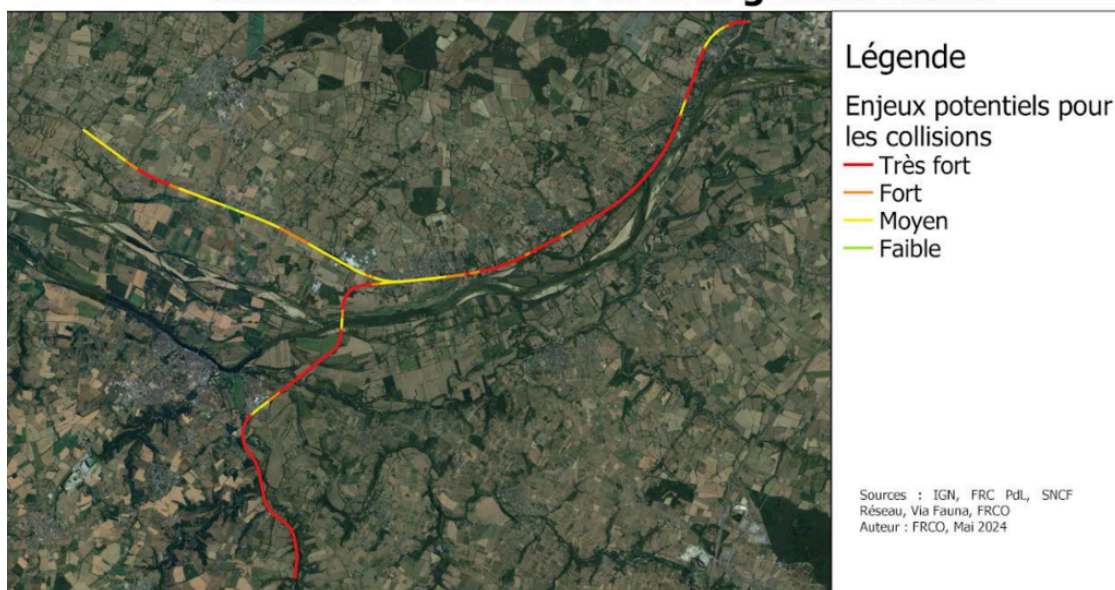 Légende
Enjeux potentiels pour
les collisions
Très fort
Fort
Moyen
Faible
Sources : IGN, FRC PdL, SNCF
Réseau, Via Fauna, FRCO
Auteur : FRCO, Mai 2024